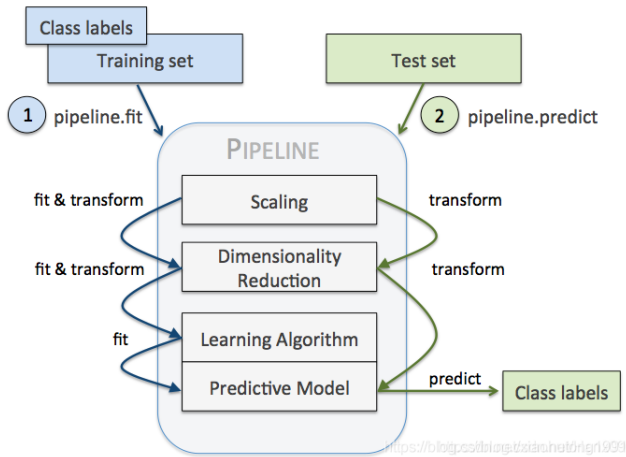 Class labels
Training set
Test set
1 pipeline.fit
2 pipeline.predict
PIPELINE
fit & transform
Scaling
transform
fit & transform
Dimensionality
Reduction
transform
fit
Learning Algorithm
Predictive Model
predict
Class labels